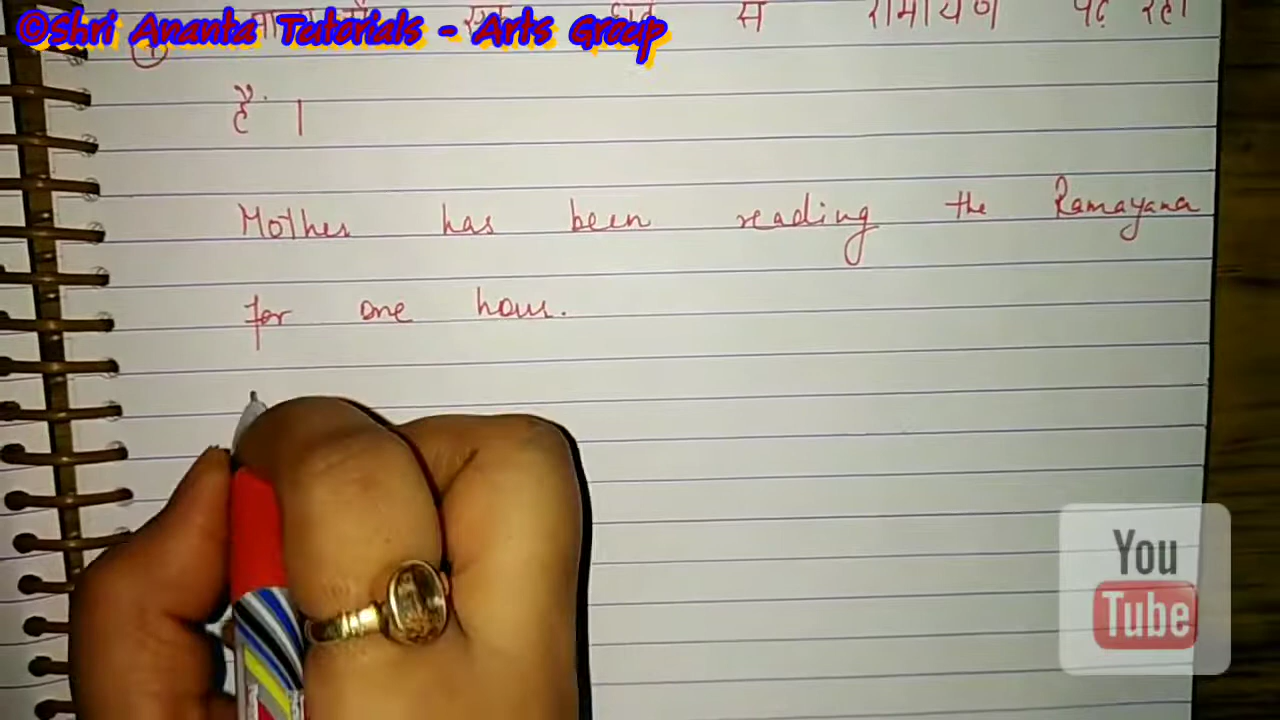 ©Shri Ananta Tutorials - Arts Group
से रामायण पढ़ रही
हैं ।
Mother has been reading the Ramayana
for one hour.
You
Tube